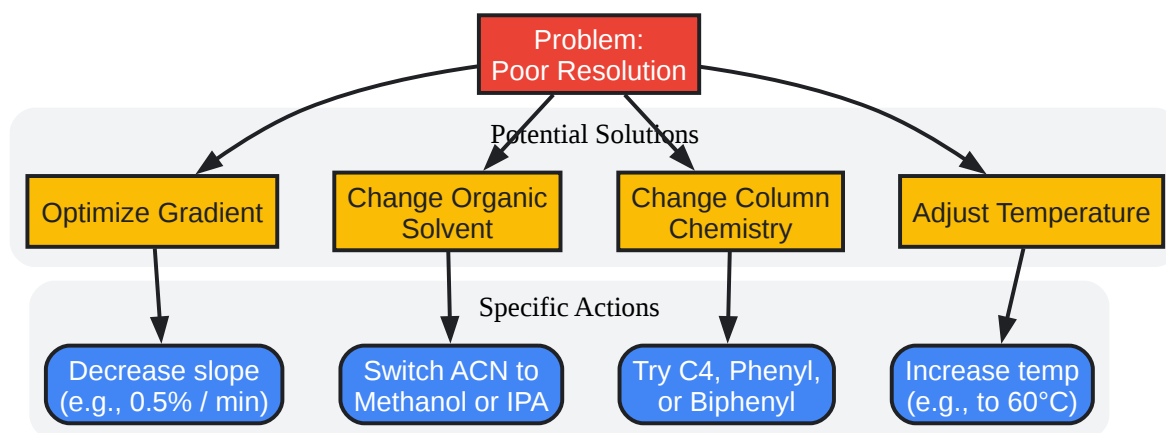 Problem:
Poor Resolution
Potential Solutions
Optimize Gradient
Change Organic
Solvent
Change Column
Chemistry
Adjust Temperature
Specific Actions
Decrease slope
(e.g., 0.5% / min)
Switch ACN to
Methanol or IPA
Try C4, Phenyl,
or Biphenyl
Increase temp
(e.g., to 60°C)